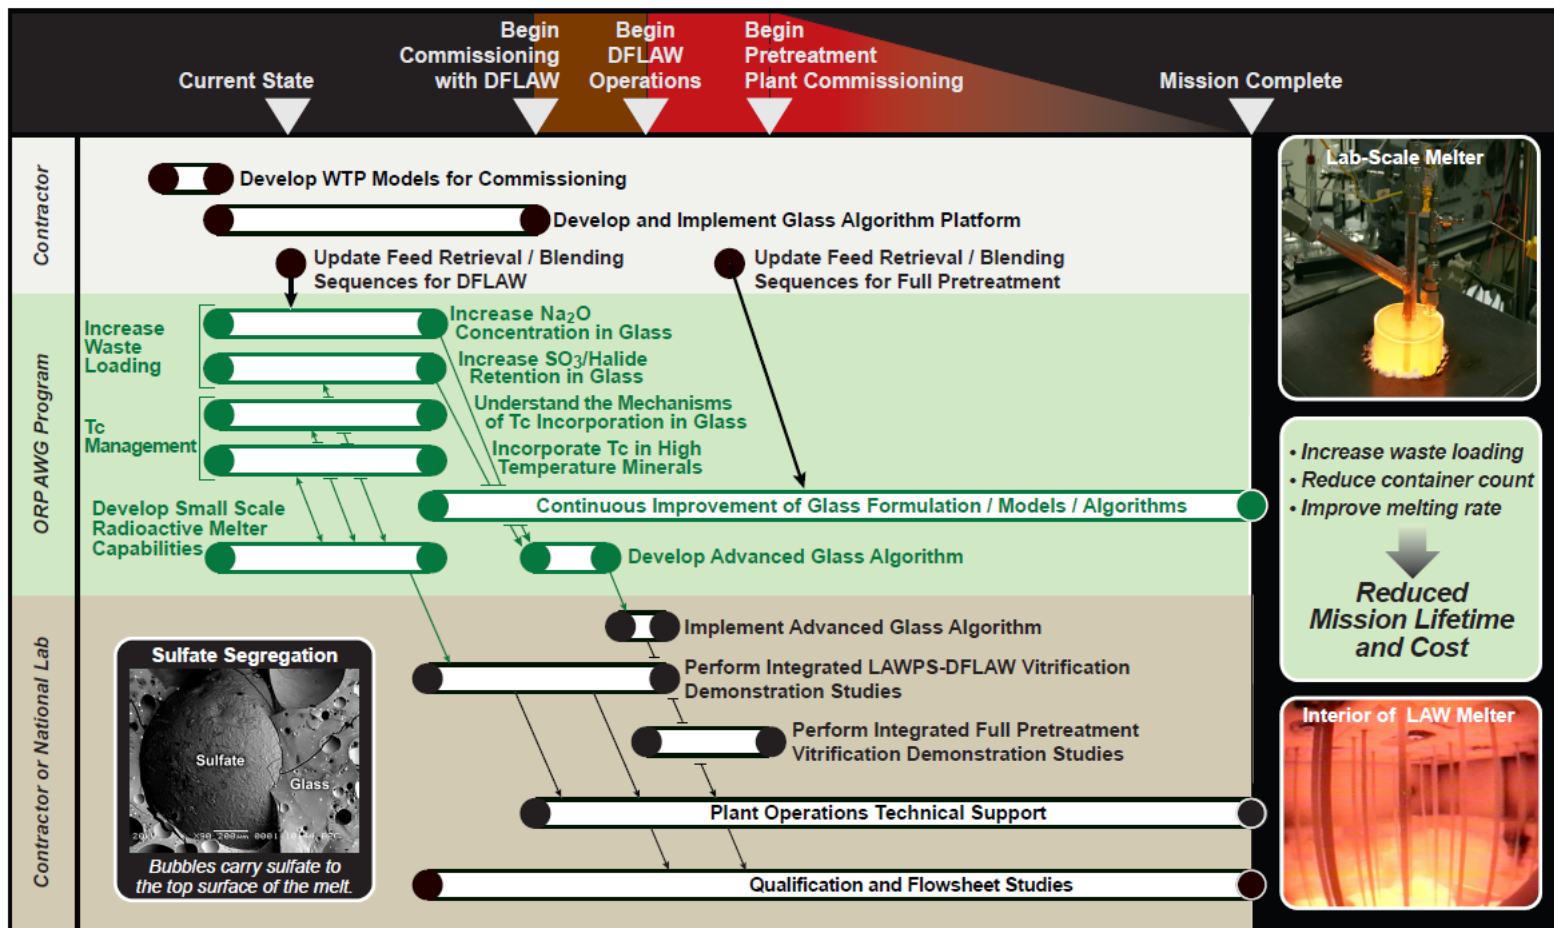 Current State
Begin
Commissioning
with DFLAW
Begin
DFLAW
Operations
Begin
Pretreatment
Plant Commissioning
Mission Complete
Contractor
Develop WTP Models for Commissioning
Develop and Implement Glass Algorithm Platform
Update Feed Retrieval / Blending
Sequences for DFLAW
Update Feed Retrieval / Blending
Sequences for Full Pretreatment
ORP AWG Program
Increase
Waste
Loading
Increase Na2O
Concentration in Glass
Increase SO3/Halide
Retention in Glass
Tc
Management
Understand the Mechanisms
of Tc Incorporation in Glass
Incorporate Tc in High
Temperature Minerals
Continuous Improvement of Glass Formulation / Models / Algorithms
Develop Small Scale
Radioactive Melter
Capabilities
Develop Advanced Glass Algorithm
Contractor or National Lab
Implement Advanced Glass Algorithm
Perform Integrated LAWPS-DFLAW Vitrification
Demonstration Studies
Perform Integrated Full Pretreatment
Vitrification Demonstration Studies
Plant Operations Technical Support
Qualification and Flowsheet Studies
Sulfate Segregation
Sulfate
Glass
200µm
Bubbles carry sulfate to
the top surface of the melt.
Lab-Scale Melter
• Increase waste loading
• Reduce container count
• Improve melting rate
Reduced
Mission Lifetime
and Cost
Interior of LAW Melter